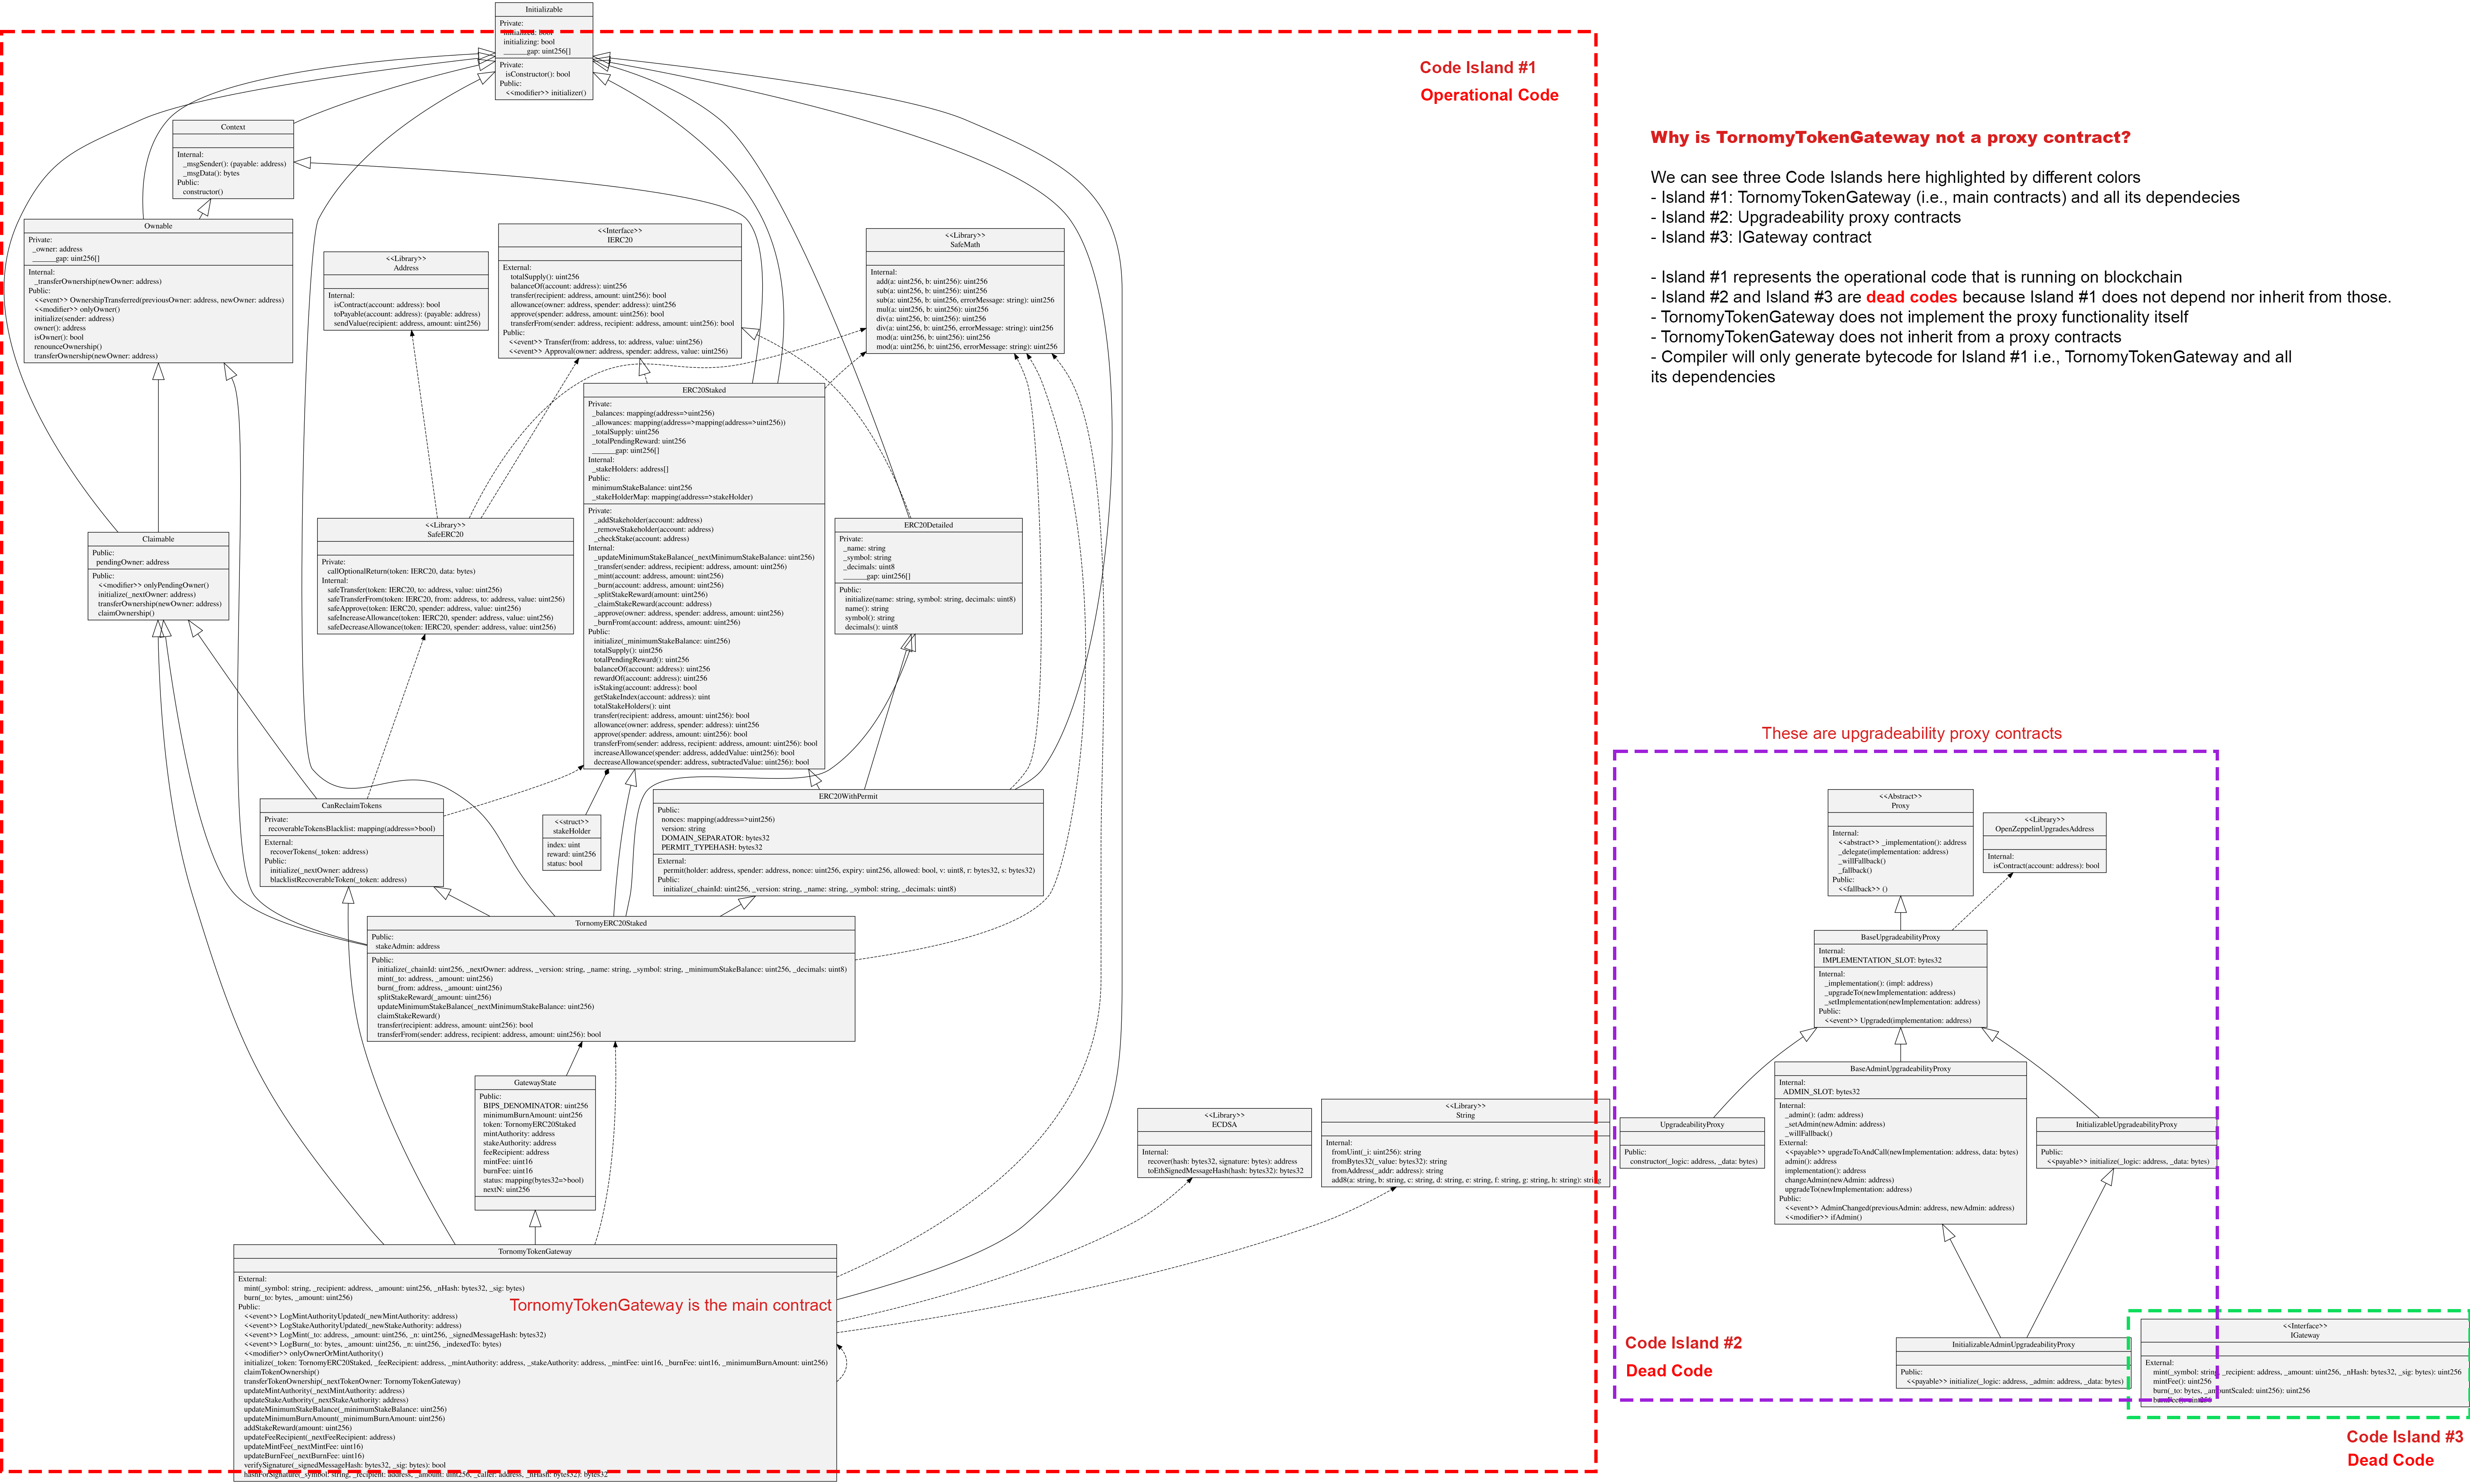 Initializable
Private:
initialized: bool
initializing: bool
______gap: uint256[]
Private:
isConstructor(): bool
Public:
<<modifier>> initializer()
Code Island #1
Operational Code
Context
Internal:
_msgSender(): (payable: address)
_msgData(): bytes
Public:
constructor()
Why is TornomyTokenGateway not a proxy contract?
We can see three Code Islands here highlighted by different colors
- Island #1: TornomyTokenGateway (i.e., main contracts) and all its dependecies
- Island #2: Upgradeability proxy contracts
- Island #3: IGateway contract
- Island #1 represents the operational code that is running on blockchain
- Island #2 and Island #3 are dead codes because Island #1 does not depend nor inherit from those.
- TornomyTokenGateway does not implement the proxy functionality itself
- TornomyTokenGateway does not inherit from a proxy contracts
- Compiler will only generate bytecode for Island #1 i.e., TornomyTokenGateway and all
its dependencies
Ownable
Private:
_owner: address
______gap: uint256[]
Internal:
_transferOwnership(newOwner: address)
Public:
<<event>> OwnershipTransferred(previousOwner: address, newOwner: address)
<<modifier>> onlyOwner()
initialize(sender: address)
owner(): address
isOwner(): bool
renounceOwnership()
transferOwnership(newOwner: address)
<<Library>>
Address
Internal:
isContract(account: address): bool
toPayable(account: address): (payable: address)
sendValue(recipient: address, amount: uint256)
<<Interface>>
IERC20
External:
totalSupply(): uint256
balanceOf(account: address): uint256
transfer(recipient: address, amount: uint256): bool
allowance(owner: address, spender: address): uint256
approve(spender: address, amount: uint256): bool
transferFrom(sender: address, recipient: address, amount: uint256): bool
Public:
<<event>> Transfer(from: address, to: address, value: uint256)
<<event>> Approval(owner: address, spender: address, value: uint256)
<<Library>>
SafeMath
Internal:
add(a: uint256, b: uint256): uint256
sub(a: uint256, b: uint256): uint256
sub(a: uint256, b: uint256, errorMessage: string): uint256
mul(a: uint256, b: uint256): uint256
div(a: uint256, b: uint256): uint256
div(a: uint256, b: uint256, errorMessage: string): uint256
mod(a: uint256, b: uint256): uint256
mod(a: uint256, b: uint256, errorMessage: string): uint256
ERC20Staked
Private:
_balances: mapping(address=>uint256)
_allowances: mapping(address=>mapping(address=>uint256))
_totalSupply: uint256
_totalPendingReward: uint256
______gap: uint256[]
Internal:
_stakeHolders: address[]
Public:
minimumStakeBalance: uint256
_stakeHolderMap: mapping(address=>stakeHolder)
Private:
_addStakeholder(account: address)
_removeStakeholder(account: address)
_checkStake(account: address)
Internal:
_updateMinimumStakeBalance(_nextMinimumStakeBalance: uint256)
_transfer(sender: address, recipient: address, amount: uint256)
_mint(account: address, amount: uint256)
_burn(account: address, amount: uint256)
_splitStakeReward(amount: uint256)
_claimStakeReward(account: address)
_approve(owner: address, spender: address, amount: uint256)
_burnFrom(account: address, amount: uint256)
Public:
initialize(_minimumStakeBalance: uint256)
totalSupply(): uint256
totalPendingReward(): uint256
balanceOf(account: address): uint256
rewardOf(account: address): uint256
isStaking(account: address): bool
getStakeIndex(account: address): uint
totalStakeHolders(): uint
transfer(recipient: address, amount: uint256): bool
allowance(owner: address, spender: address): uint256
approve(spender: address, amount: uint256): bool
transferFrom(sender: address, recipient: address, amount: uint256): bool
increaseAllowance(spender: address, addedValue: uint256): bool
decreaseAllowance(spender: address, subtractedValue: uint256): bool
Claimable
Public:
pendingOwner: address
Public:
<<modifier>> onlyPendingOwner()
initialize(_nextOwner: address)
transferOwnership(newOwner: address)
claimOwnership()
<<Library>>
SafeERC20
Private:
callOptionalReturn(token: IERC20, data: bytes)
Internal:
safeTransfer(token: IERC20, to: address, value: uint256)
safeTransferFrom(token: IERC20, from: address, to: address, value: uint256)
safeApprove(token: IERC20, spender: address, value: uint256)
safeIncreaseAllowance(token: IERC20, spender: address, value: uint256)
safeDecreaseAllowance(token: IERC20, spender: address, value: uint256)
ERC20Detailed
Private:
_name: string
_symbol: string
_decimals: uint8
______gap: uint256[]
Public:
initialize(name: string, symbol: string, decimals: uint8)
name(): string
symbol(): string
decimals(): uint8
CanReclaimTokens
Private:
recoverableTokensBlacklist: mapping(address=>bool)
External:
recoverTokens(_token: address)
Public:
initialize(_nextOwner: address)
blacklistRecoverableToken(_token: address)
<<struct>>
stakeHolder
index: uint
reward: uint256
status: bool
ERC20WithPermit
Public:
nonces: mapping(address=>uint256)
version: string
DOMAIN_SEPARATOR: bytes32
PERMIT_TYPEHASH: bytes32
External:
permit(holder: address, spender: address, nonce: uint256, expiry: uint256, allowed: bool, v: uint8, r: bytes32, s: bytes32)
Public:
initialize(_chainId: uint256, _version: string, _name: string, _symbol: string, _decimals: uint8)
TornomyERC20Staked
Public:
stakeAdmin: address
Public:
initialize(_chainId: uint256, _nextOwner: address, _version: string, _name: string, _symbol: string, _minimumStakeBalance: uint256, _decimals: uint8)
mint(_to: address, _amount: uint256)
burn(_from: address, _amount: uint256)
splitStakeReward(_amount: uint256)
updateMinimumStakeBalance(_nextMinimumStakeBalance: uint256)
claimStakeReward()
transfer(recipient: address, amount: uint256): bool
transferFrom(sender: address, recipient: address, amount: uint256): bool
GatewayState
Public:
BIPS_DENOMINATOR: uint256
minimumBurnAmount: uint256
token: TornomyERC20Staked
mintAuthority: address
stakeAuthority: address
feeRecipient: address
mintFee: uint16
burnFee: uint16
status: mapping(bytes32=>bool)
nextN: uint256
<<Library>>
ECDSA
Internal:
recover(hash: bytes32, signature: bytes): address
toEthSignedMessageHash(hash: bytes32): bytes32
<<Library>>
String
Internal:
fromUint(_i: uint256): string
fromBytes32(_value: bytes32): string
fromAddress(_addr: address): string
add8(a: string, b: string, c: string, d: string, e: string, f: string, g: string, h: string): string
TornomyTokenGateway
External:
mint(_symbol: string, _recipient: address, _amount: uint256, _nHash: bytes32, _sig: bytes)
burn(_to: bytes, _amount: uint256)
Public:
TornomyTokenGateway is the main contract
<<event>> LogMintAuthorityUpdated(_newMintAuthority: address)
<<event>> LogStakeAuthorityUpdated(_newStakeAuthority: address)
<<event>> LogMint(_to: address, _amount: uint256, _n: uint256, _signedMessageHash: bytes32)
<<event>> LogBurn(_to: bytes, _amount: uint256, _n: uint256, _indexedTo: bytes)
<<modifier>> onlyOwnerOrMintAuthority()
initialize(_token: TornomyERC20Staked, _feeRecipient: address, _mintAuthority: address, _stakeAuthority: address, _mintFee: uint16, _burnFee: uint16, _minimumBurnAmount: uint256)
claimTokenOwnership()
transferTokenOwnership(_nextTokenOwner: TornomyTokenGateway)
updateMintAuthority(_nextMintAuthority: address)
updateStakeAuthority(_nextStakeAuthority: address)
updateMinimumStakeBalance(_minimumStakeBalance: uint256)
updateMinimumBurnAmount(_minimumBurnAmount: uint256)
addStakeReward(amount: uint256)
updateFeeRecipient(_nextFeeRecipient: address)
updateMintFee(_nextMintFee: uint16)
updateBurnFee(_nextBurnFee: uint16)
verifySignature(_signedMessageHash: bytes32, _sig: bytes): bool
hashForSignature(_symbol: string, _recipient: address, _amount: uint256, _caller: address, _nHash: bytes32): bytes32
These are upgradeability proxy contracts
<<Abstract>>
Proxy
Internal:
<<abstract>> _implementation(): address
_delegate(implementation: address)
_willFallback()
_fallback()
Public:
<<fallback>> ()
<<Library>>
OpenZeppelinUpgradesAddress
Internal:
isContract(account: address): bool
BaseUpgradeabilityProxy
Internal:
IMPLEMENTATION_SLOT: bytes32
Internal:
_implementation(): (impl: address)
_upgradeTo(newImplementation: address)
_setImplementation(newImplementation: address)
Public:
<<event>> Upgraded(implementation: address)
UpgradeabilityProxy
Public:
constructor(_logic: address, _data: bytes)
BaseAdminUpgradeabilityProxy
Internal:
ADMIN_SLOT: bytes32
Internal:
_admin(): (adm: address)
_setAdmin(newAdmin: address)
_willFallback()
External:
<<payable>> upgradeToAndCall(newImplementation: address, data: bytes)
admin(): address
implementation(): address
changeAdmin(newAdmin: address)
upgradeTo(newImplementation: address)
Public:
<<event>> AdminChanged(previousAdmin: address, newAdmin: address)
<<modifier>> ifAdmin()
InitializableUpgradeabilityProxy
Public:
<<payable>> initialize(_logic: address, _data: bytes)
Code Island #2
Dead Code
InitializableAdminUpgradeabilityProxy
Public:
<<payable>> initialize(_logic: address, _admin: address, _data: bytes)
<<Interface>>
IGateway
External:
mint(_symbol: string, _recipient: address, _amount: uint256, _nHash: bytes32, _sig: bytes): uint256
mintFee(): uint256
burn(_to: bytes, _amountScaled: uint256): uint256
burnFee(): uint256
Code Island #3
Dead Code